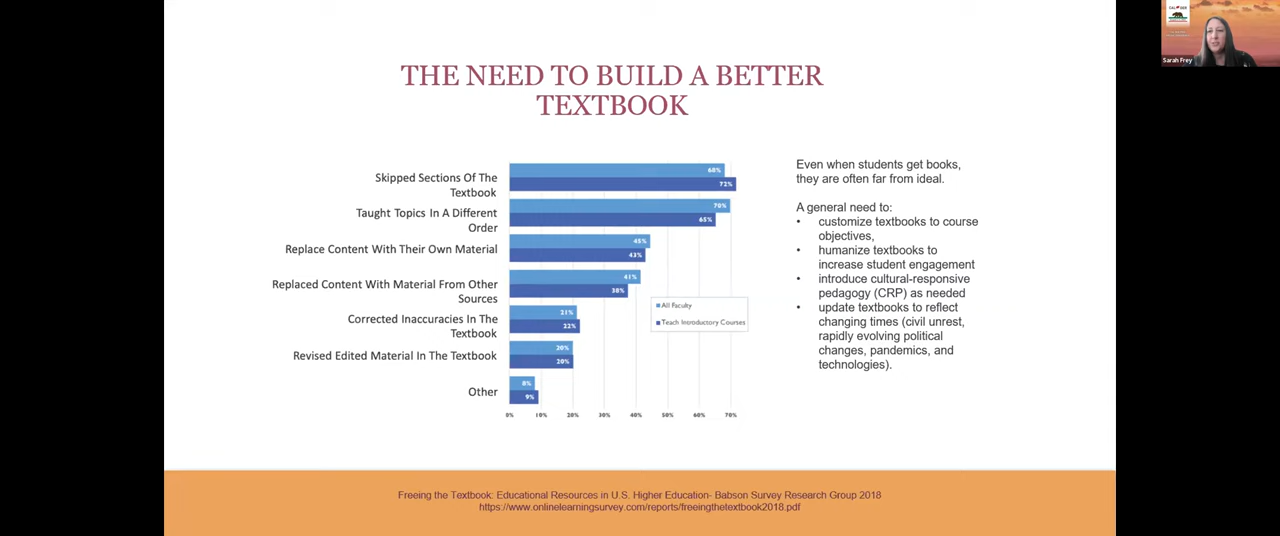 THE NEED TO BUILD A BETTER
TEXTBOOK
Skipped Sections Of The
Textbook
68%
72%
Taught Topics In A Different
Order
70%
65%
Replace Content With Their Own Material
45%
43%
Replaced Content With Material From Other
Sources
41%
38%
Corrected Inaccuracies In The
Textbook
21%
22%
Revised Edited Material In The Textbook
20%
20%
Other
8%
9%
0% 10% 20% 30% 40% 50% 60% 70%
All Faculty
Teach Introductory Courses
Even when students get books,
they are often far from ideal.
A general need to:
• customize textbooks to course
objectives,
• humanize textbooks to
increase student engagement
• introduce cultural-responsive
pedagogy (CRP) as needed
• update textbooks to reflect
changing times (civil unrest,
rapidly evolving political
changes, pandemics, and
technologies).
Freeing the Textbook: Educational Resources in U.S. Higher Education- Babson Survey Research Group 2018
https://www.onlinelearningsurvey.com/reports/freeingthetextbook2018.pdf
Sarah Frey